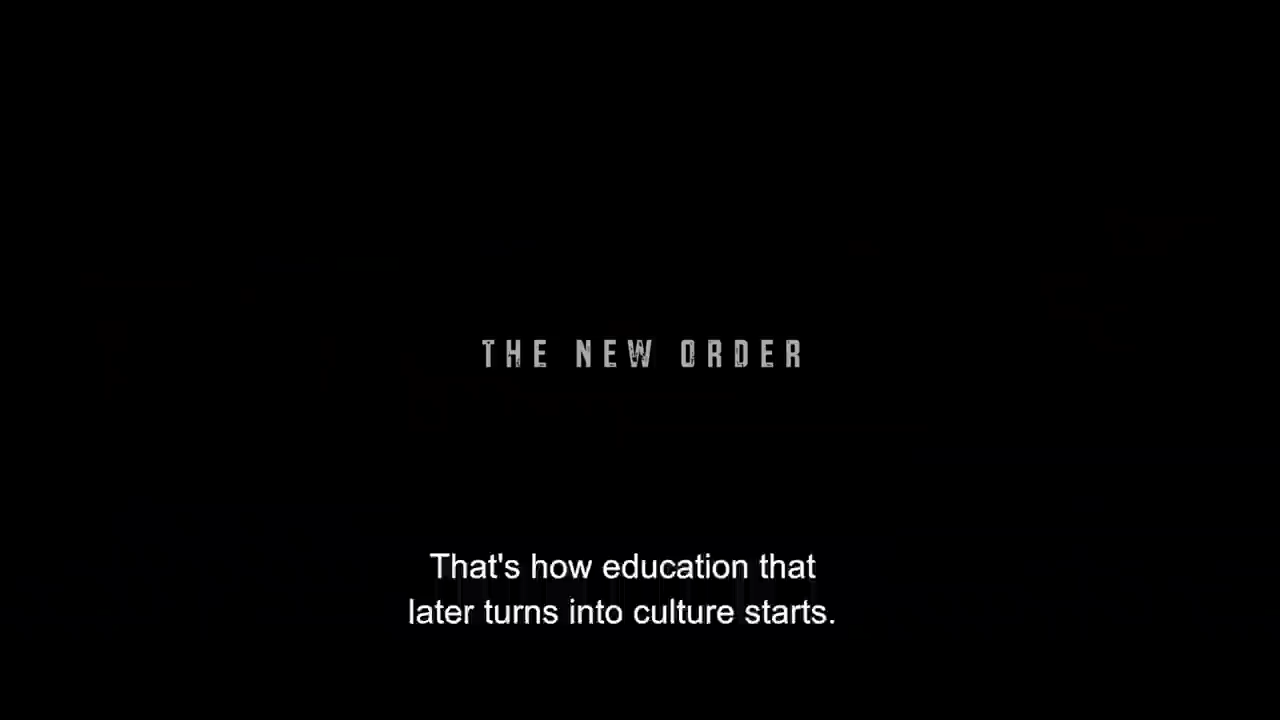 THE NEW ORDER
That's how education that
later turns into culture starts.